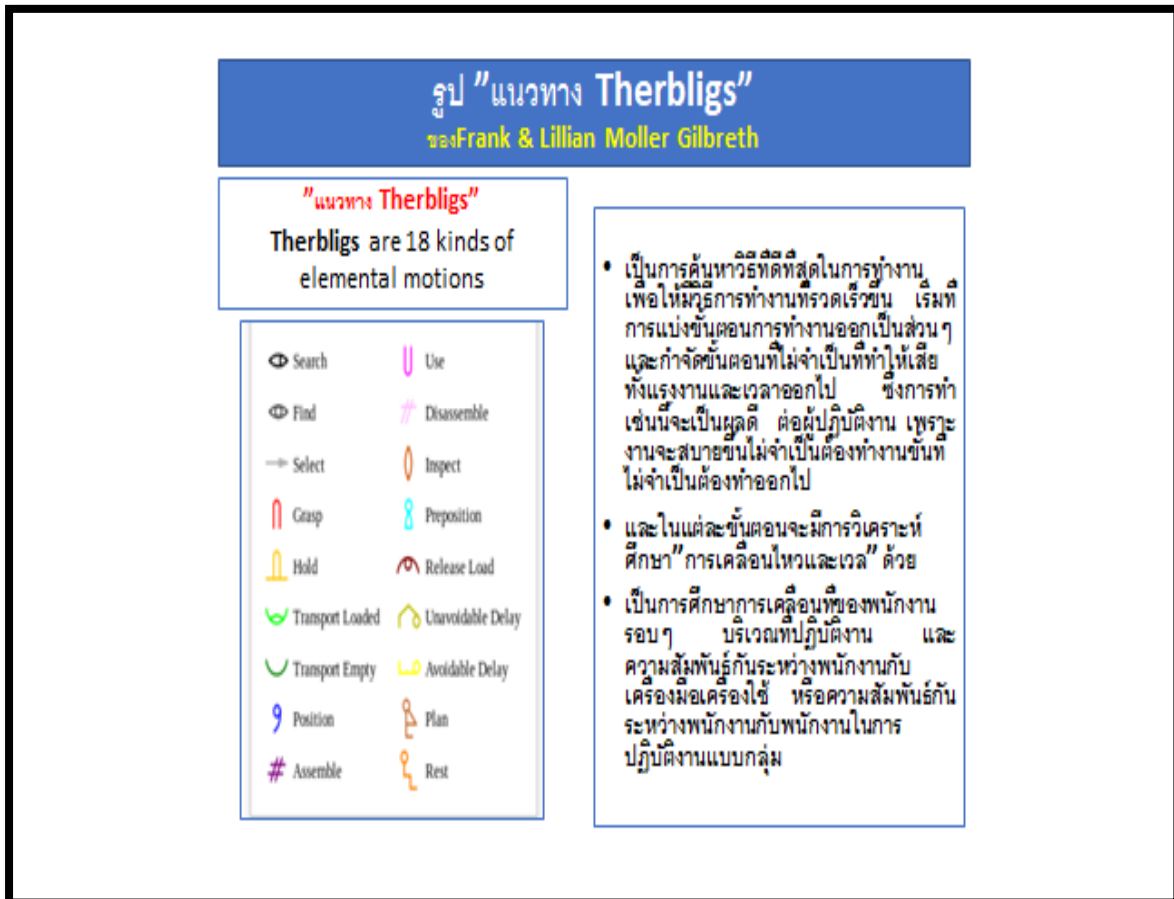 รูป "แนวทาง Therbligs"
ของFrank & Lillian Moller Gilbreth
"แนวทาง Therbligs"
Therbligs are 18 kinds of
elemental motions
Search
Find
Select
Grasp
Hold
Transport Loaded
Transport Empty
Position
Assemble
Use
Disassemble
Inspect
Preposition
Release Load
Unavoidable Delay
Avoidable Delay
Plan
Rest
• เป็นการค้นหาวิธีที่ดีที่สุดในการทำงาน
เพื่อให้มีวิธีการทำงานที่รวดเร็วขึ้น เริ่มที่
การแบ่งขั้นตอนการทำงานออกเป็นส่วนๆ
และกำจัดขั้นตอนที่ไม่จำเป็นที่ทำให้เสีย
ทั้งแรงงานและเวลาออกไป ซึ่งการทำ
เช่นนี้จะเป็นผลดี ต่อผู้ปฏิบัติงาน เพราะ
งานจะสบายขึ้นไม่จำเป็นต้องทำงานขั้นที่
ไม่จำเป็นต้องทำออกไป
• และในแต่ละขั้นตอนจะมีการวิเคราะห์
ศึกษา"การเคลื่อนไหวและเวล" ด้วย
• เป็นการศึกษาการเคลื่อนที่ของพนักงาน
รอบๆ บริเวณที่ปฏิบัติงาน และ
ความสัมพันธ์กันระหว่างพนักงานกับ
เครื่องมือเครื่องใช้ หรือความสัมพันธ์กัน
ระหว่างพนักงานกับพนักงานในการ
ปฏิบัติงานแบบกลุ่ม